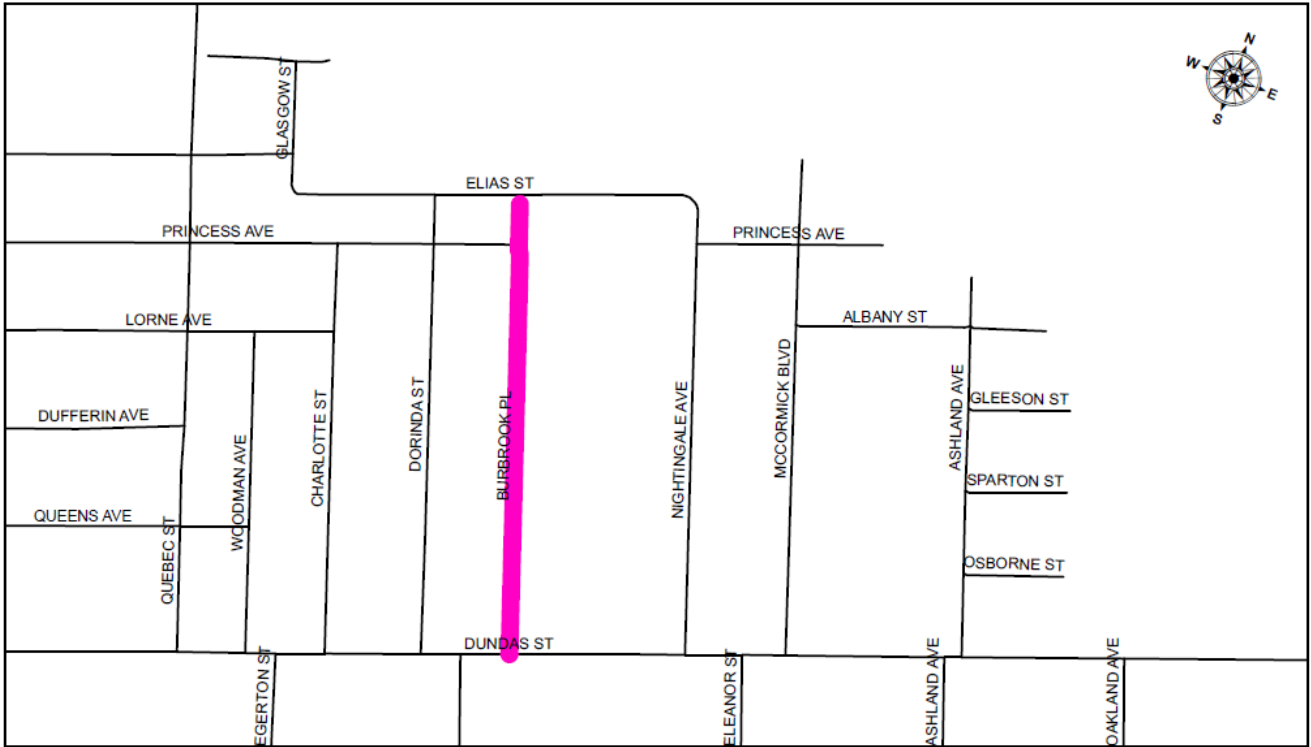 N
W
E
S
GLASGOW ST
ELIAS ST
PRINCESS AVE
PRINCESS AVE
LORNE AVE
ALBANY ST
DUFFERIN AVE
GLEESON ST
QUEENS AVE
SPARTON ST
OSBORNE ST
QUEBEC ST
WOODMAN AVE
CHARLOTTE ST
DORINDA ST
BURBROOK PL
NIGHTINGALE AVE
MCCORMICK BLVD
ASHLAND AVE
DUNDAS ST
EGERTON ST
ELEANOR ST
ASHLAND AVE
OAKLAND AVE